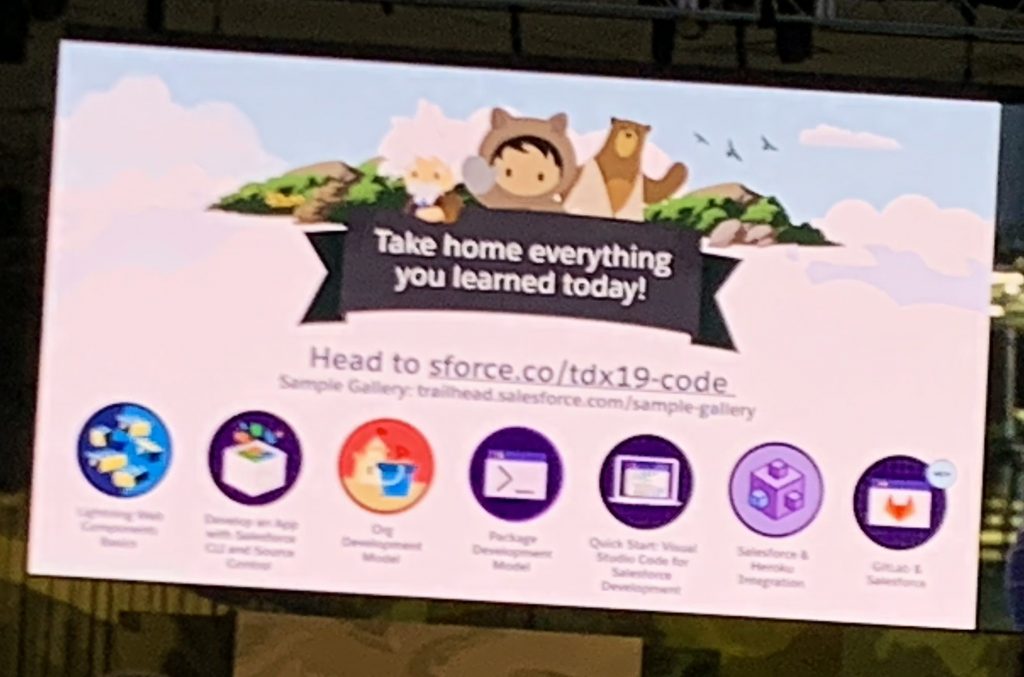 Take home everything
you learned today!
Head to sforce.co/tdx19-code
Sample Gallery: trailhead.salesforce.com/sample-gallery
Lightning Web
Components
Basics
Develop an App
with Salesforce
CLI and Source
Control
Org
Development
Model
Package
Development
Model
Quick Start: Visual
Studio Code for
Salesforce
Development
Salesforce &
Heroku
Integration
GitLab &
Salesforce